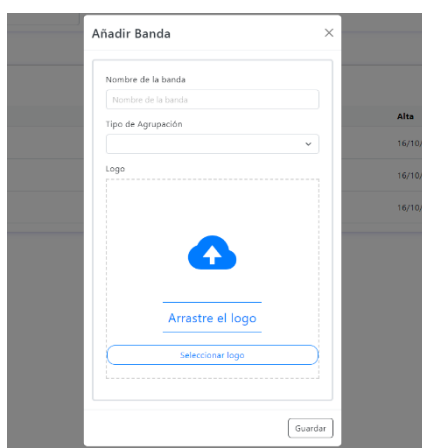 Añadir Banda
Nombre de la banda
Nombre de la banda
Tipo de Agrupación
Logo
Arrastre el logo
Seleccionar logo
Guardar
Alta
16/10/
16/10/
16/10/